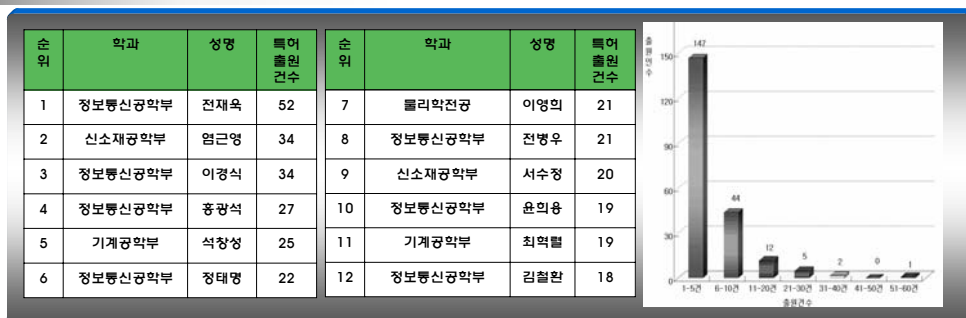 순위 학과 성명 특허출원건수
1 정보통신공학부 전재욱 52
2 신소재공학부 염근영 34
3 정보통신공학부 이경식 34
4 정보통신공학부 홍광석 27
5 기계공학부 석창성 25
6 정보통신공학부 정태명 22
순위 학과 성명 특허출원건수
7 물리학전공 이영희 21
8 정보통신공학부 전병우 21
9 신소재공학부 서수정 20
10 정보통신공학부 윤희용 19
11 기계공학부 최혁렬 19
12 정보통신공학부 김철환 18
출원인수
150
120
90
60
30
0
147
44
12
5
2
0
1
1-5건 6-10건 11-20건 21-30건 31-40건 41-50건 51-60건
출원건수